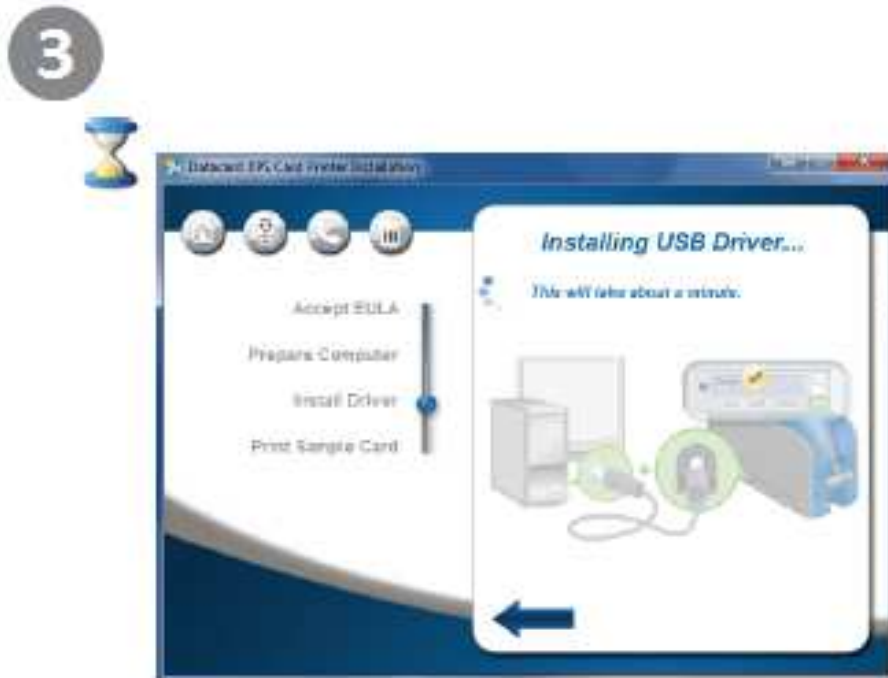 3
Datacard XPS Card Printer Installation
Installing USB Driver...
This will take about a minute.
Accept EULA
Prepare Computer
Install Driver
Print Sample Card